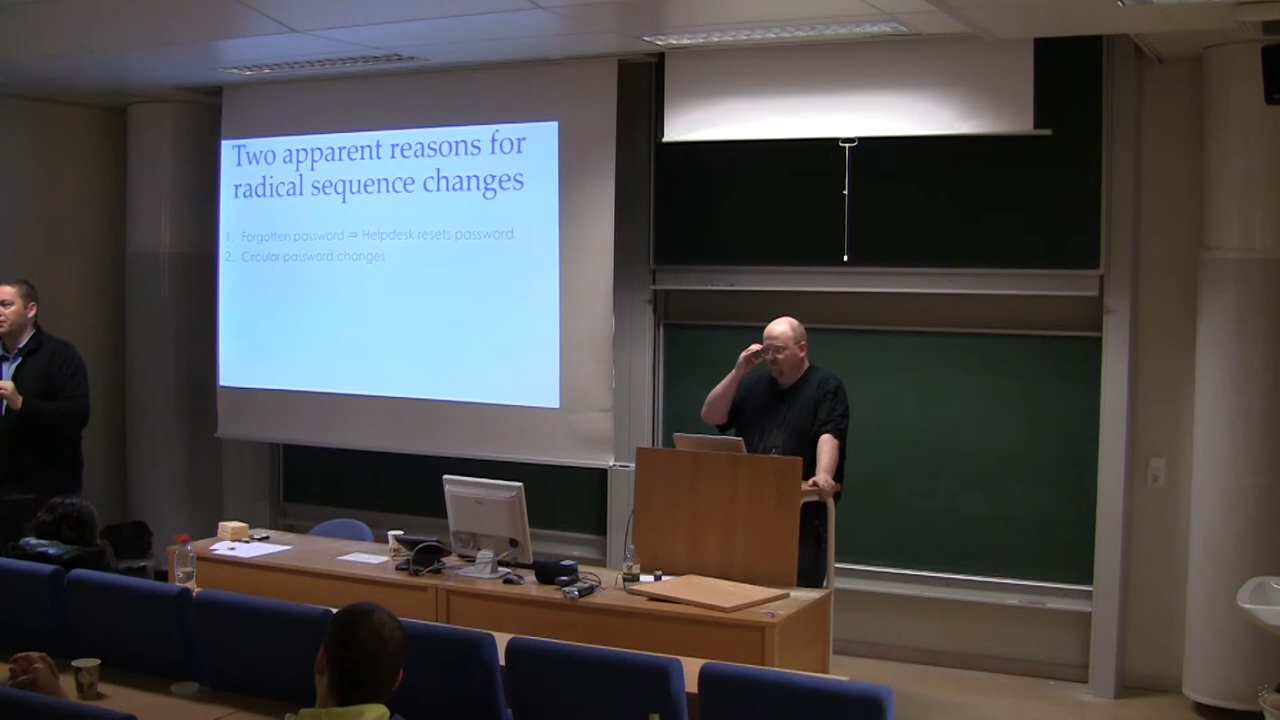 Two apparent reasons for
radical sequence changes
1. Forgotten password ⇒ Helpdesk resets password
2. Circular password changes